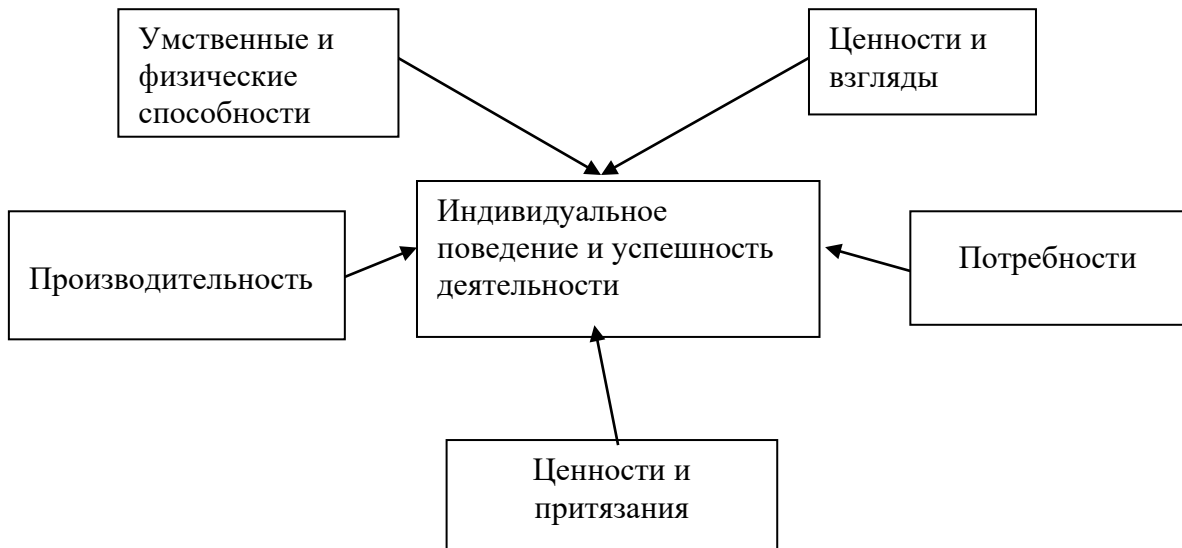 Умственные и
физические
способности
Ценности и
взгляды
Индивидуальное
поведение и успешность
деятельности
Производительность
Потребности
Ценности и
притязания